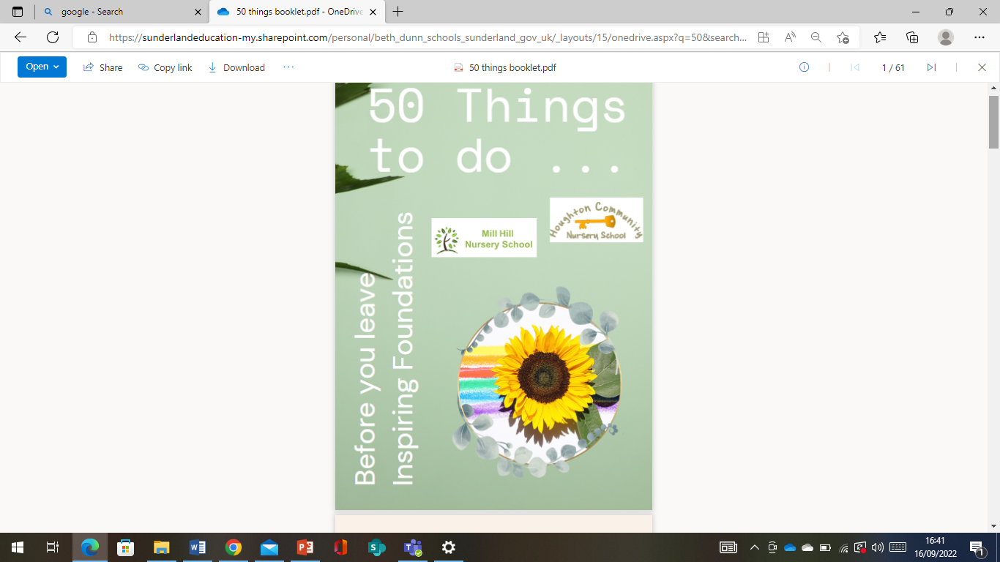 google - Search
50 things booklet.pdf - OneDrive
https://sunderlandeducation-my.sharepoint.com/personal/beth_dunn_schools_sunderland_gov_uk/_layouts/15/onedrive.aspx?q=50&search...
Open
Share
Copy link
Download
50 things booklet.pdf
1 / 61
50 Things
to do ...
Houghton Community
Nursery School
Mill Hill
Nursery School
Before you leave
Inspiring Foundations
16:41
16/09/2022
1